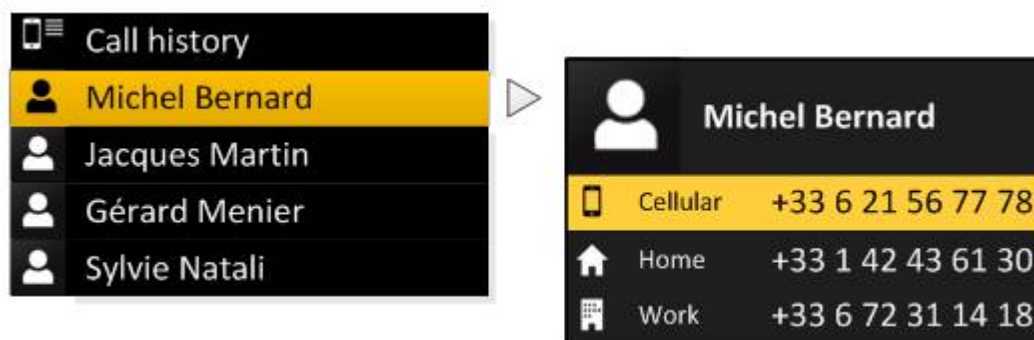 Call history
Michel Bernard
Jacques Martin
Gérard Menier
Sylvie Natali
Michel Bernard
Cellular +33 6 21 56 77 78
Home +33 1 42 43 61 30
Work +33 6 72 31 14 18